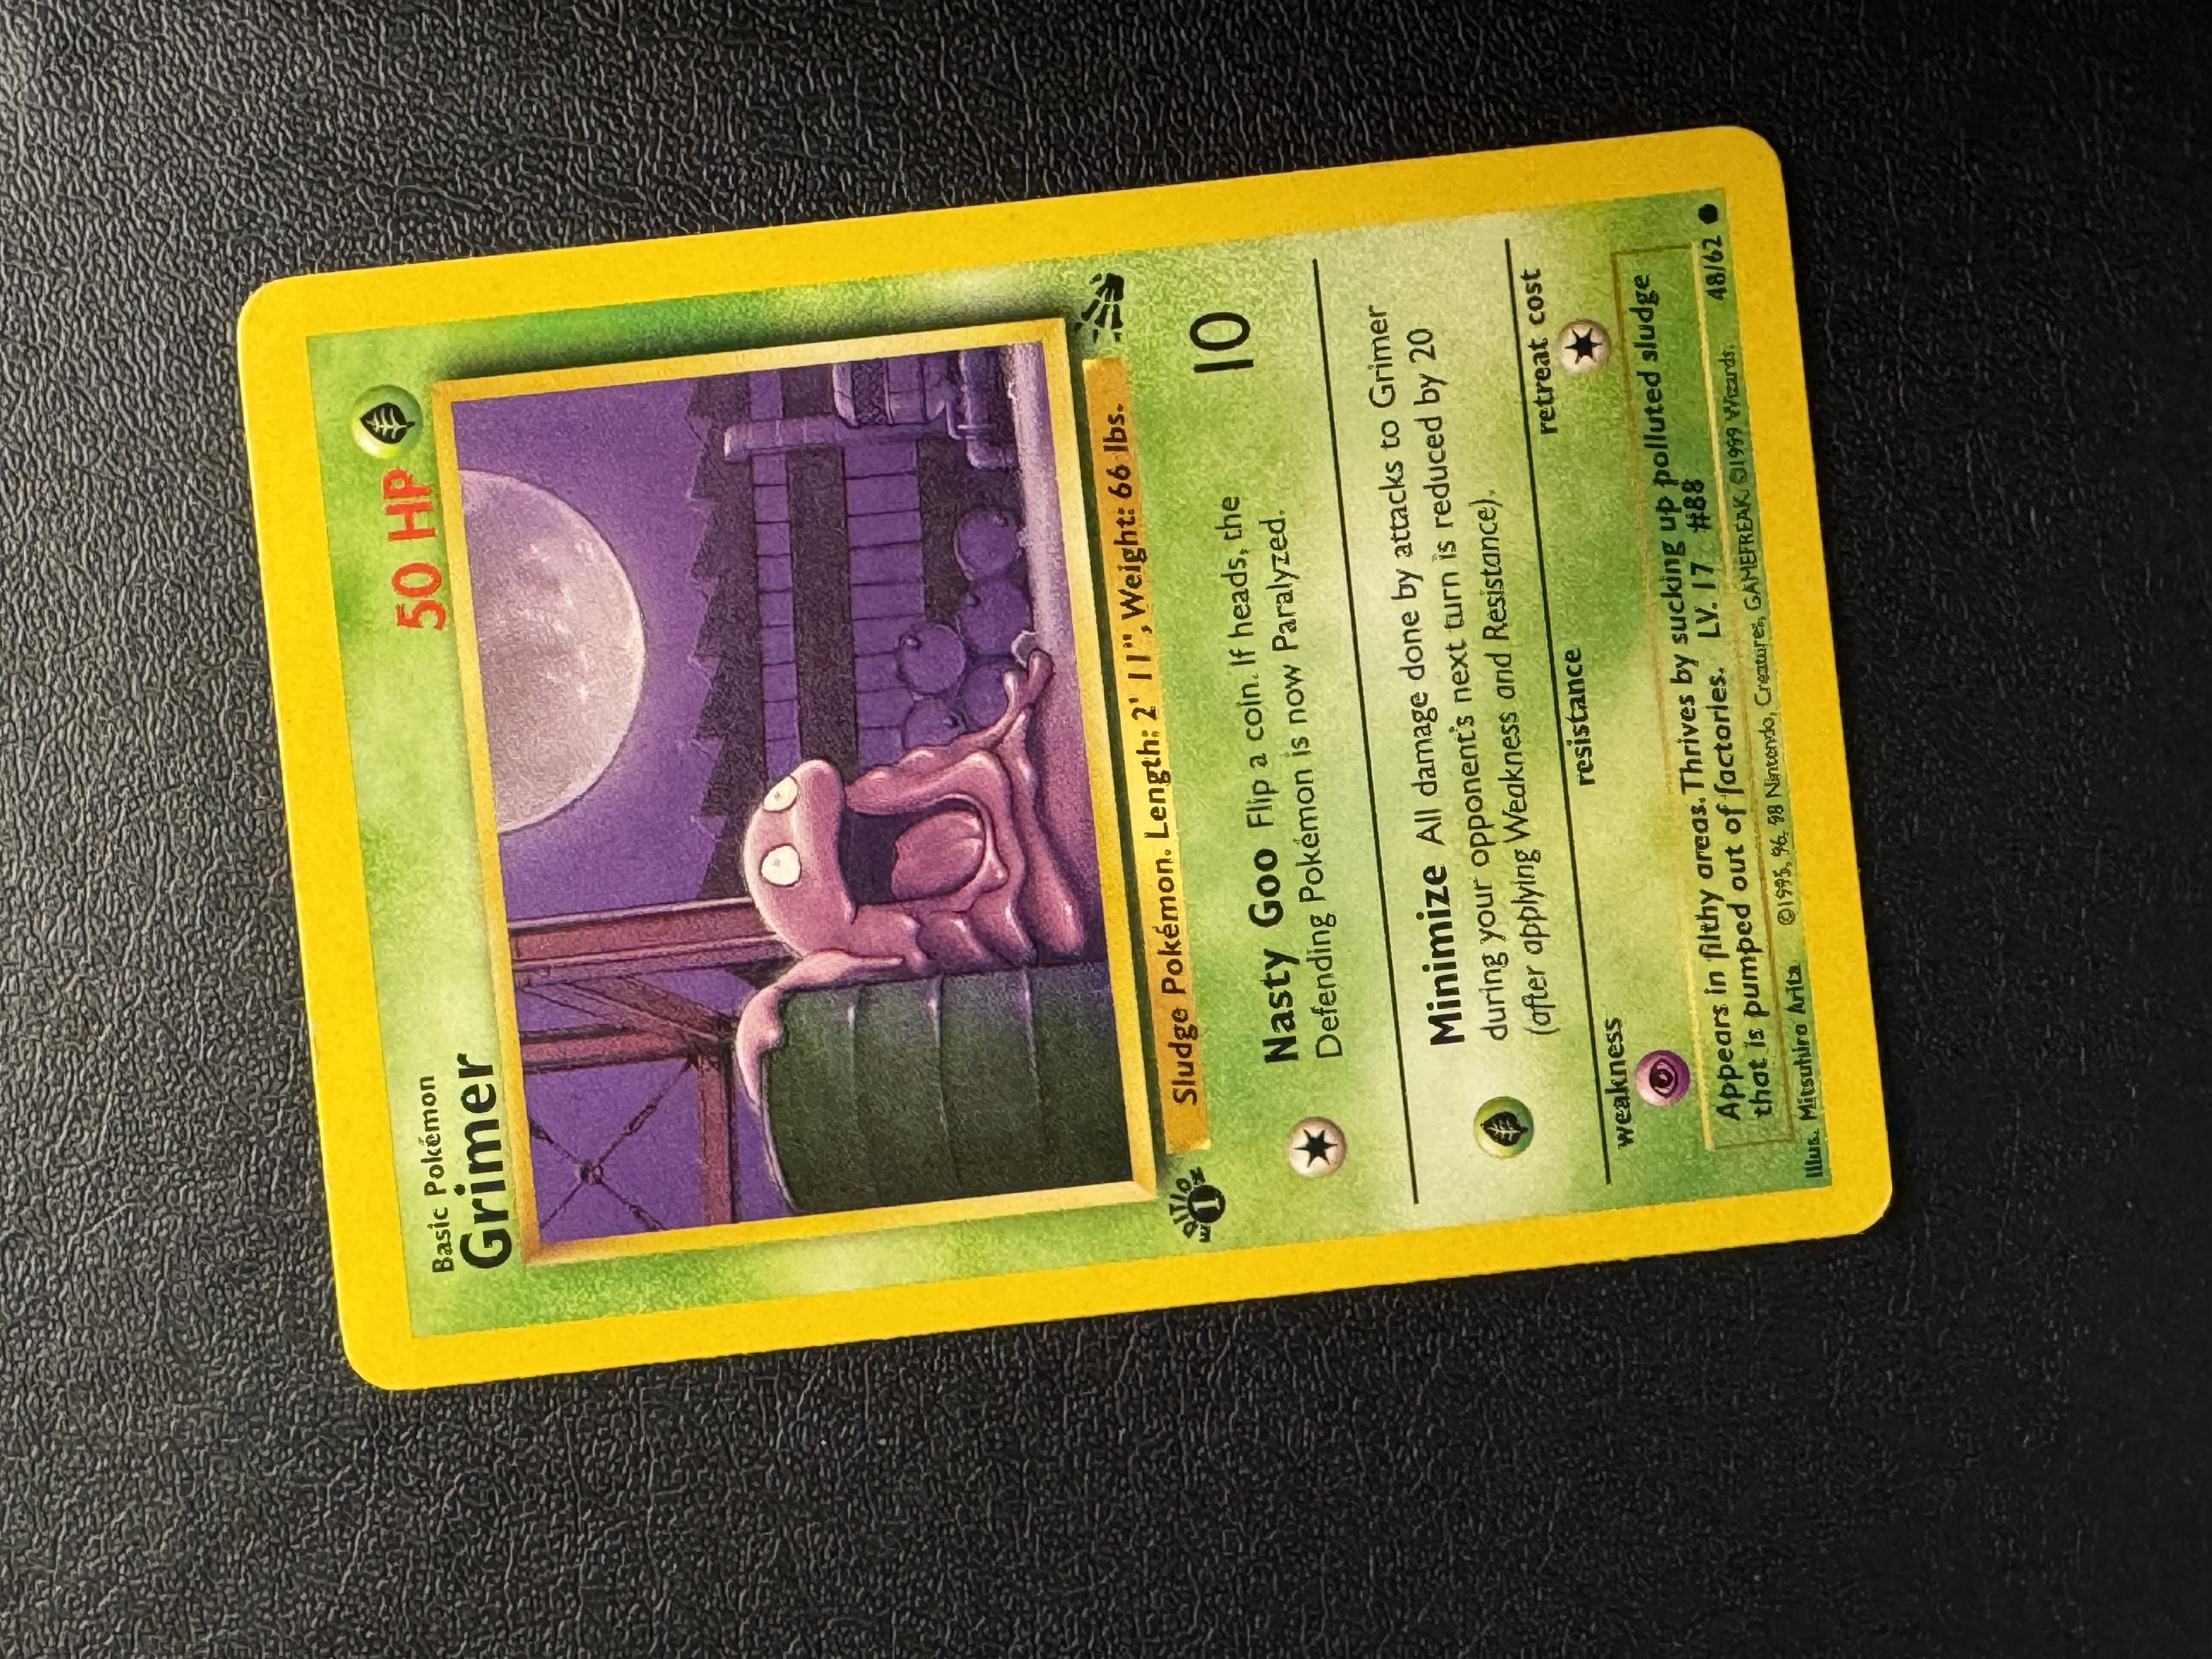 Basic Pokémon
Grimer
50 HP
Sludge Pokémon. Length: 2' 11", Weight: 66 lbs.
Nasty Goo Flip a coin. If heads, the
Defending Pokémon is now Paralyzed.
10
Minimize All damage done by attacks to Grimer
during your opponent's next turn is reduced by 20
(after applying Weakness and Resistance).
weakness
resistance
retreat cost
Appears in filthy areas. Thrives by sucking up polluted sludge
that is pumped out of factories. LV. 17 #88
Illus. Mitsuhiro Arita ©1995, 96, 98 Nintendo, Creatures, GAMEFREAK. ©1999 Wizards. 48/62